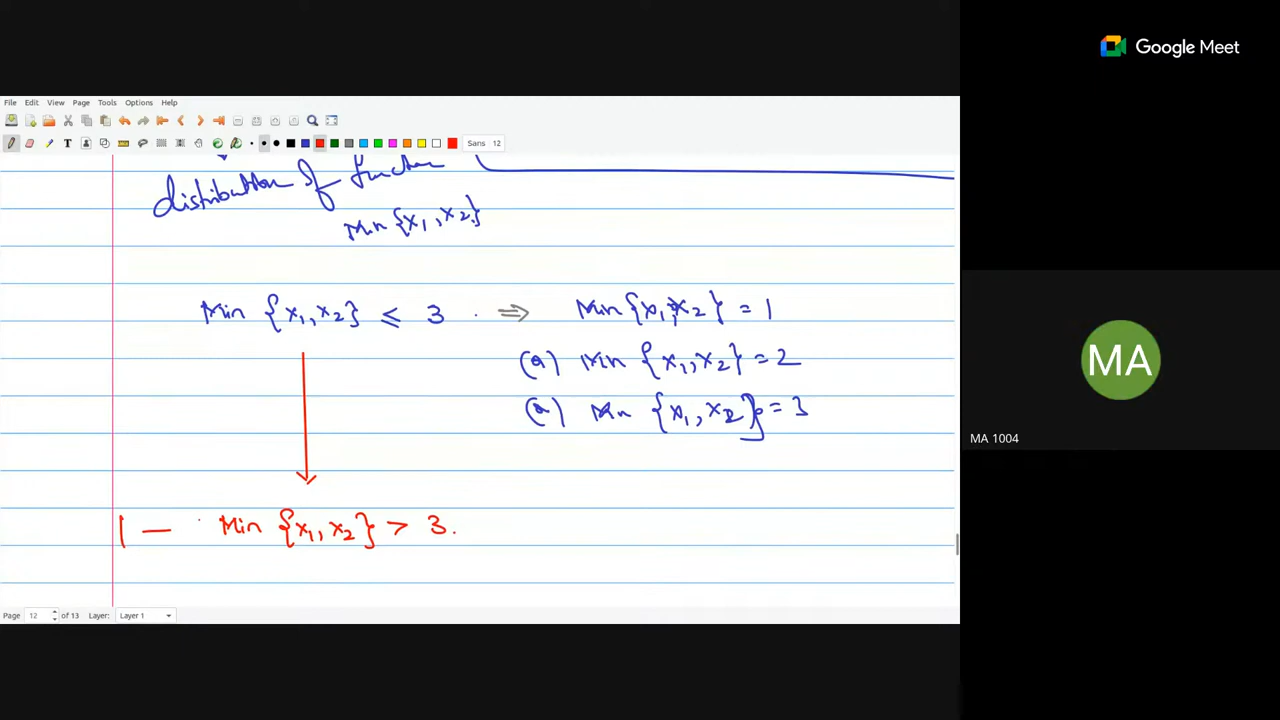 Google Meet
File Edit View Page Tools Options Help
Sans 12
distribution of function
Min {x₁, x₂}
Min {x₁, x₂} ≤ 3 . ⇒ Min {x₁, x₂} = 1
(or) Min {x₁, x₂} = 2
(or) Min {x₁, x₂} = 3
MA
MA 1004
1 — Min {x₁, x₂} > 3.
Page 12 of 13 Layer: Layer 1